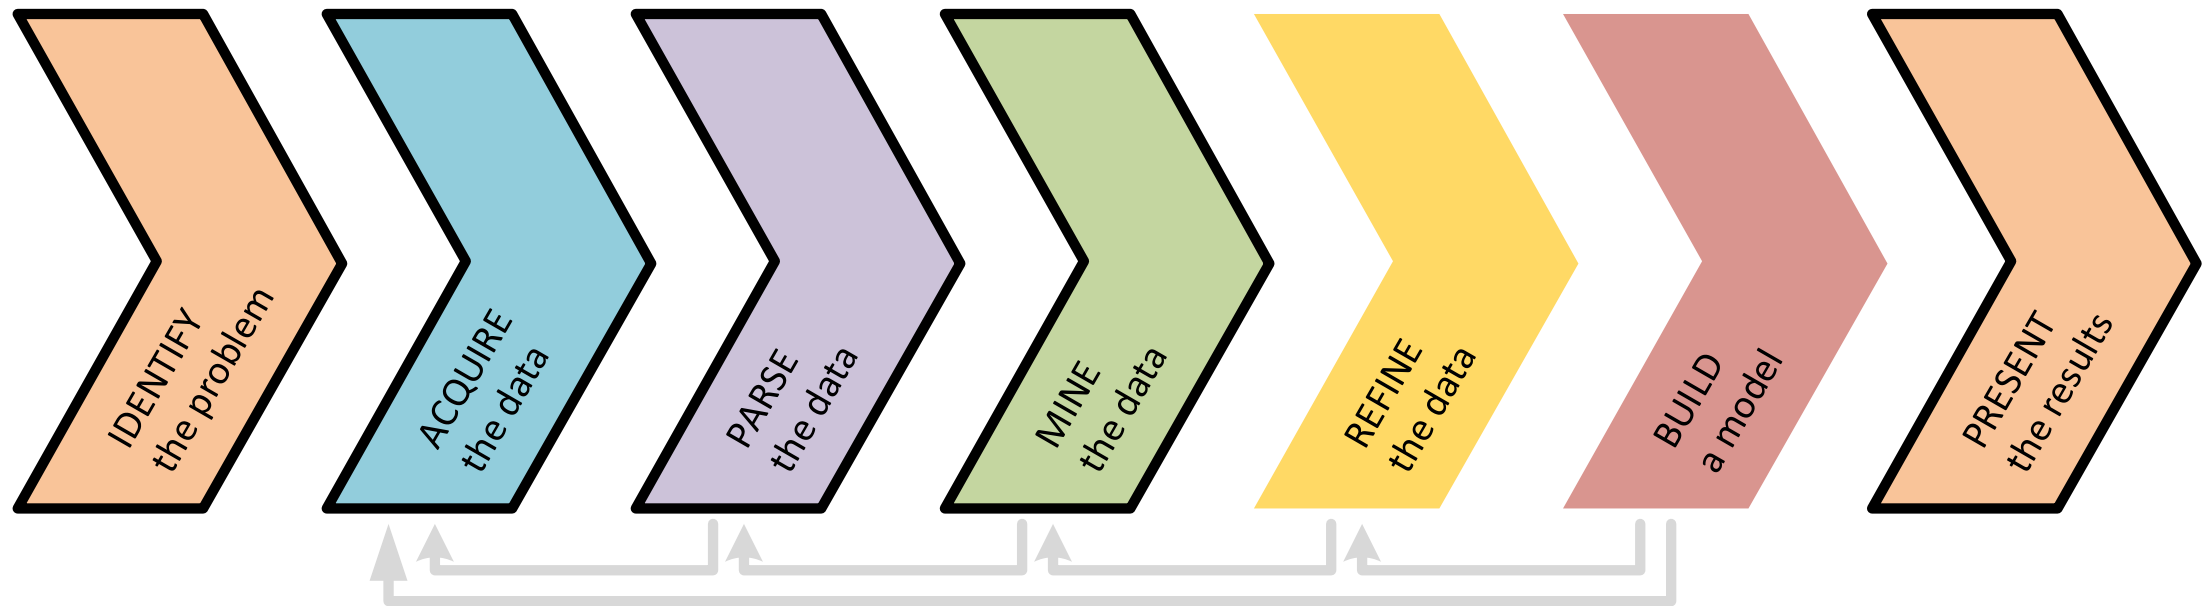 IDENTIFY
the problem
ACQUIRE
the data
PARSE
the data
MINE
the data
REFINE
the data
BUILD
a model
PRESENT
the results